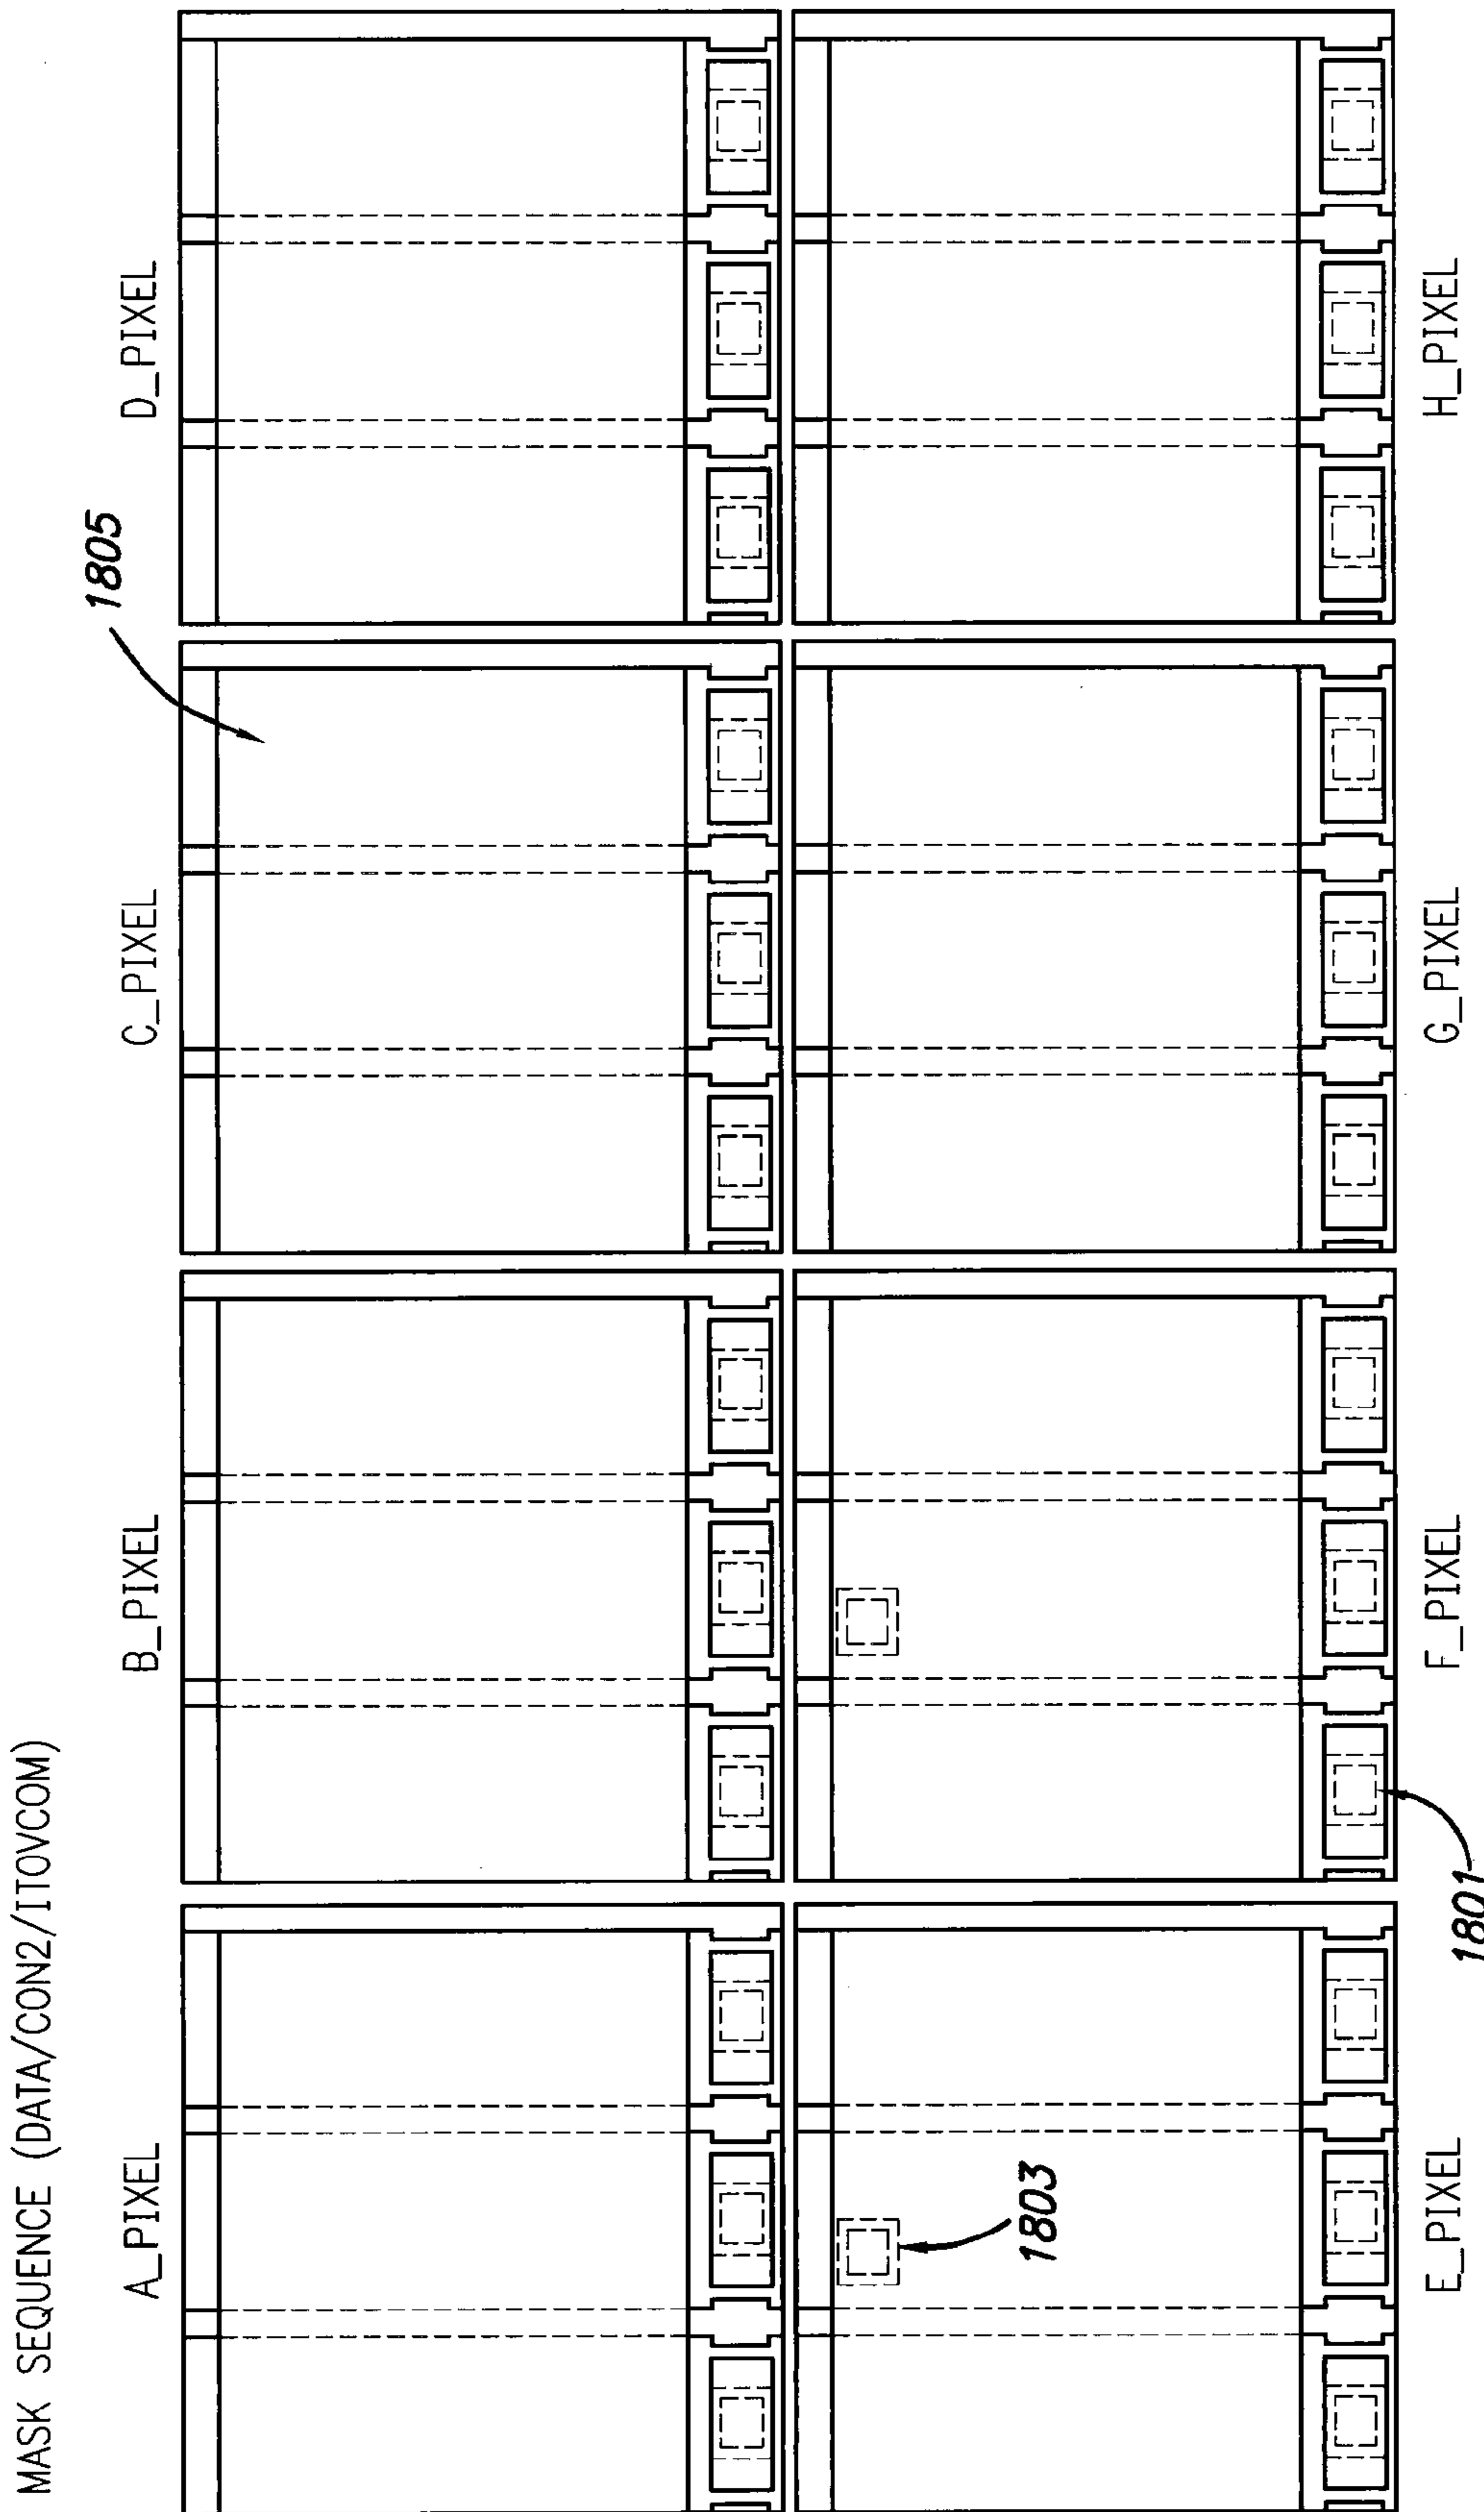 MASK SEQUENCE (DATA/CON2/ITOVCOM)
A_PIXEL
B_PIXEL
C_PIXEL
D_PIXEL
1805
1803
1801
E_PIXEL
F_PIXEL
G_PIXEL
H_PIXEL